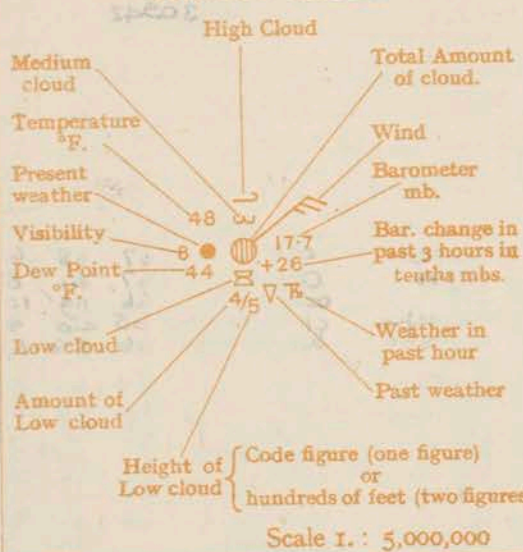 High Cloud
Medium cloud
Total Amount of cloud.
Temperature °F.
Wind
Present weather
Barometer mb.
48
17·7
Visibility
8
+26
Bar. change in past 3 hours in tenths mbs.
Dew Point °F.
44
4/5
Low cloud
Weather in past hour
Amount of Low cloud
Past weather
Height of Low cloud
Code figure (one figure)
or
hundreds of feet (two figures
Scale 1. : 5,000,000